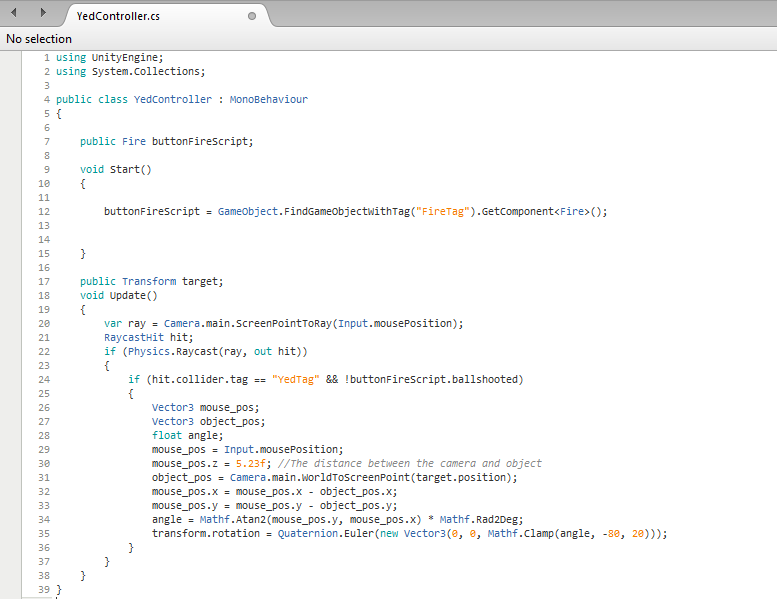 YedController.cs
No selection
1 using UnityEngine;
2 using System.Collections;
3
4 public class YedController : MonoBehaviour
5 {
6
7     public Fire buttonFireScript;
8
9     void Start()
10     {
11
12         buttonFireScript = GameObject.FindGameObjectWithTag("FireTag").GetComponent<Fire>();
13
14
15     }
16
17     public Transform target;
18     void Update()
19     {
20         var ray = Camera.main.ScreenPointToRay(Input.mousePosition);
21         RaycastHit hit;
22         if (Physics.Raycast(ray, out hit))
23         {
24             if (hit.collider.tag == "YedTag" && !buttonFireScript.ballshooted)
25             {
26                 Vector3 mouse_pos;
27                 Vector3 object_pos;
28                 float angle;
29                 mouse_pos = Input.mousePosition;
30                 mouse_pos.z = 5.23f; //The distance between the camera and object
31                 object_pos = Camera.main.WorldToScreenPoint(target.position);
32                 mouse_pos.x = mouse_pos.x - object_pos.x;
33                 mouse_pos.y = mouse_pos.y - object_pos.y;
34                 angle = Mathf.Atan2(mouse_pos.y, mouse_pos.x) * Mathf.Rad2Deg;
35                 transform.rotation = Quaternion.Euler(new Vector3(0, 0, Mathf.Clamp(angle, -80, 20)));
36             }
37         }
38     }
39 }